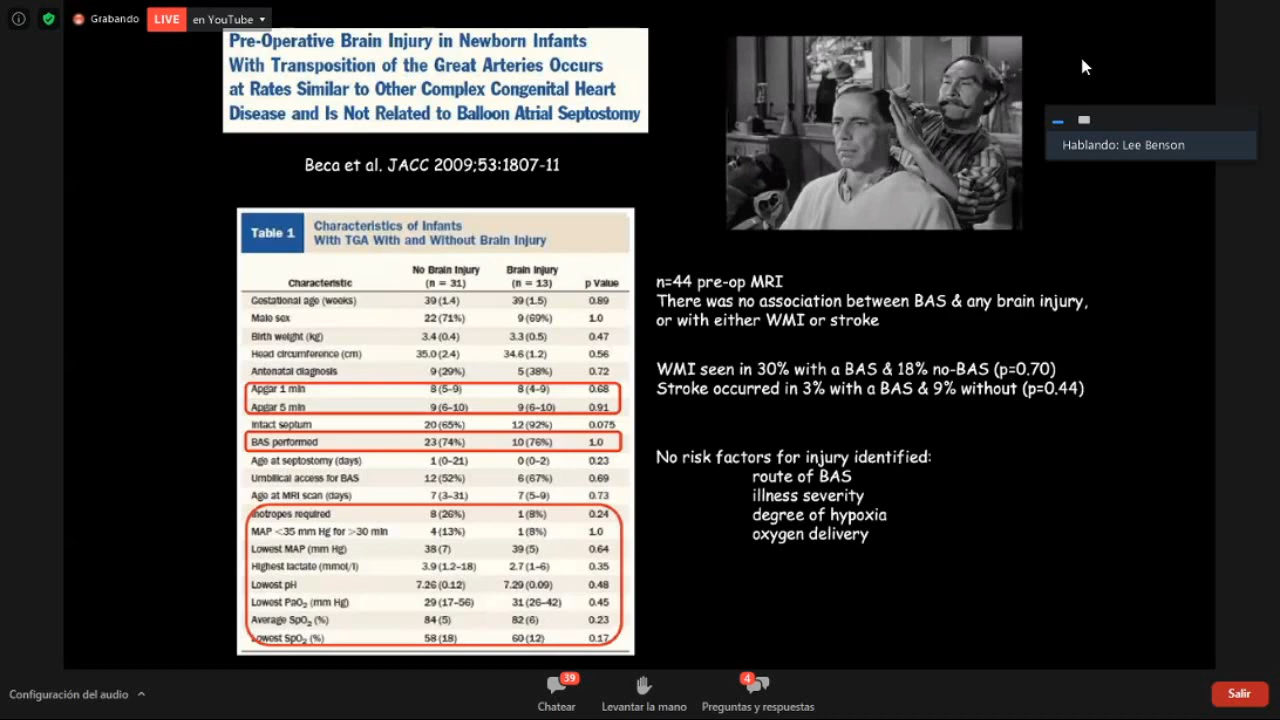 Grabando LIVE en YouTube
Pre-Operative Brain Injury in Newborn Infants
With Transposition of the Great Arteries Occurs
at Rates Similar to Other Complex Congenital Heart
Disease and Is Not Related to Balloon Atrial Septostomy
Beca et al. JACC 2009;53:1807-11
Hablando: Lee Benson
Table 1
Characteristics of Infants
With TGA With and Without Brain Injury
Characteristic No Brain Injury (n = 31) Brain Injury (n = 13) p Value
Gestational age (weeks) 39 (1.4) 39 (1.5) 0.89
Male sex 22 (71%) 9 (69%) 1.0
Birth weight (kg) 3.4 (0.4) 3.3 (0.5) 0.47
Head circumference (cm) 35.0 (2.4) 34.6 (1.2) 0.56
Antenatal diagnosis 9 (29%) 5 (38%) 0.72
Apgar 1 min 8 (5–9) 8 (4–9) 0.68
Apgar 5 min 9 (6–10) 9 (6–10) 0.91
Intact septum 20 (65%) 12 (92%) 0.075
BAS performed 23 (74%) 10 (76%) 1.0
Age at septostomy (days) 1 (0–21) 0 (0–2) 0.23
Umbilical access for BAS 12 (52%) 6 (67%) 0.69
Age at MRI scan (days) 7 (3–31) 7 (5–9) 0.73
Inotropes required 8 (26%) 1 (8%) 0.24
MAP <35 mm Hg for >30 min 4 (13%) 1 (8%) 1.0
Lowest MAP (mm Hg) 38 (7) 39 (5) 0.64
Highest lactate (mmol/l) 3.9 (1.2–18) 2.7 (1–6) 0.35
Lowest pH 7.26 (0.12) 7.29 (0.09) 0.48
Lowest PaO₂ (mm Hg) 29 (17–56) 31 (26–42) 0.45
Average SpO₂ (%) 84 (5) 82 (6) 0.23
Lowest SpO₂ (%) 58 (18) 60 (12) 0.17
n=44 pre-op MRI
There was no association between BAS & any brain injury,
or with either WMI or stroke
WMI seen in 30% with a BAS & 18% no-BAS (p=0.70)
Stroke occurred in 3% with a BAS & 9% without (p=0.44)
No risk factors for injury identified:
route of BAS
illness severity
degree of hypoxia
oxygen delivery
Configuración del audio
39
Chatear
Levantar la mano
4
Preguntas y respuestas
Salir